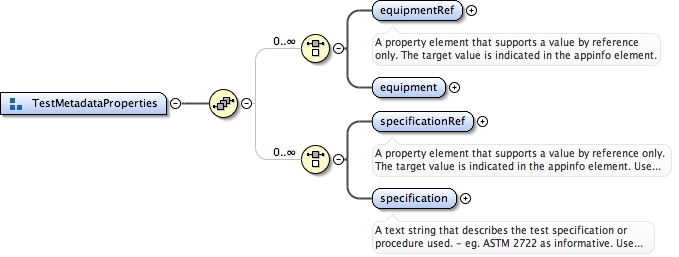 equipmentRef
0..∞
A property element that supports a value by reference
only. The target value is indicated in the appinfo element.
equipment
TestMetadataProperties
specificationRef
0..∞
A property element that supports a value by reference only.
The target value is indicated in the appinfo element. Use...
specification
A text string that describes the test specification or
procedure used. – eg. ASTM 2722 as informative. Use...